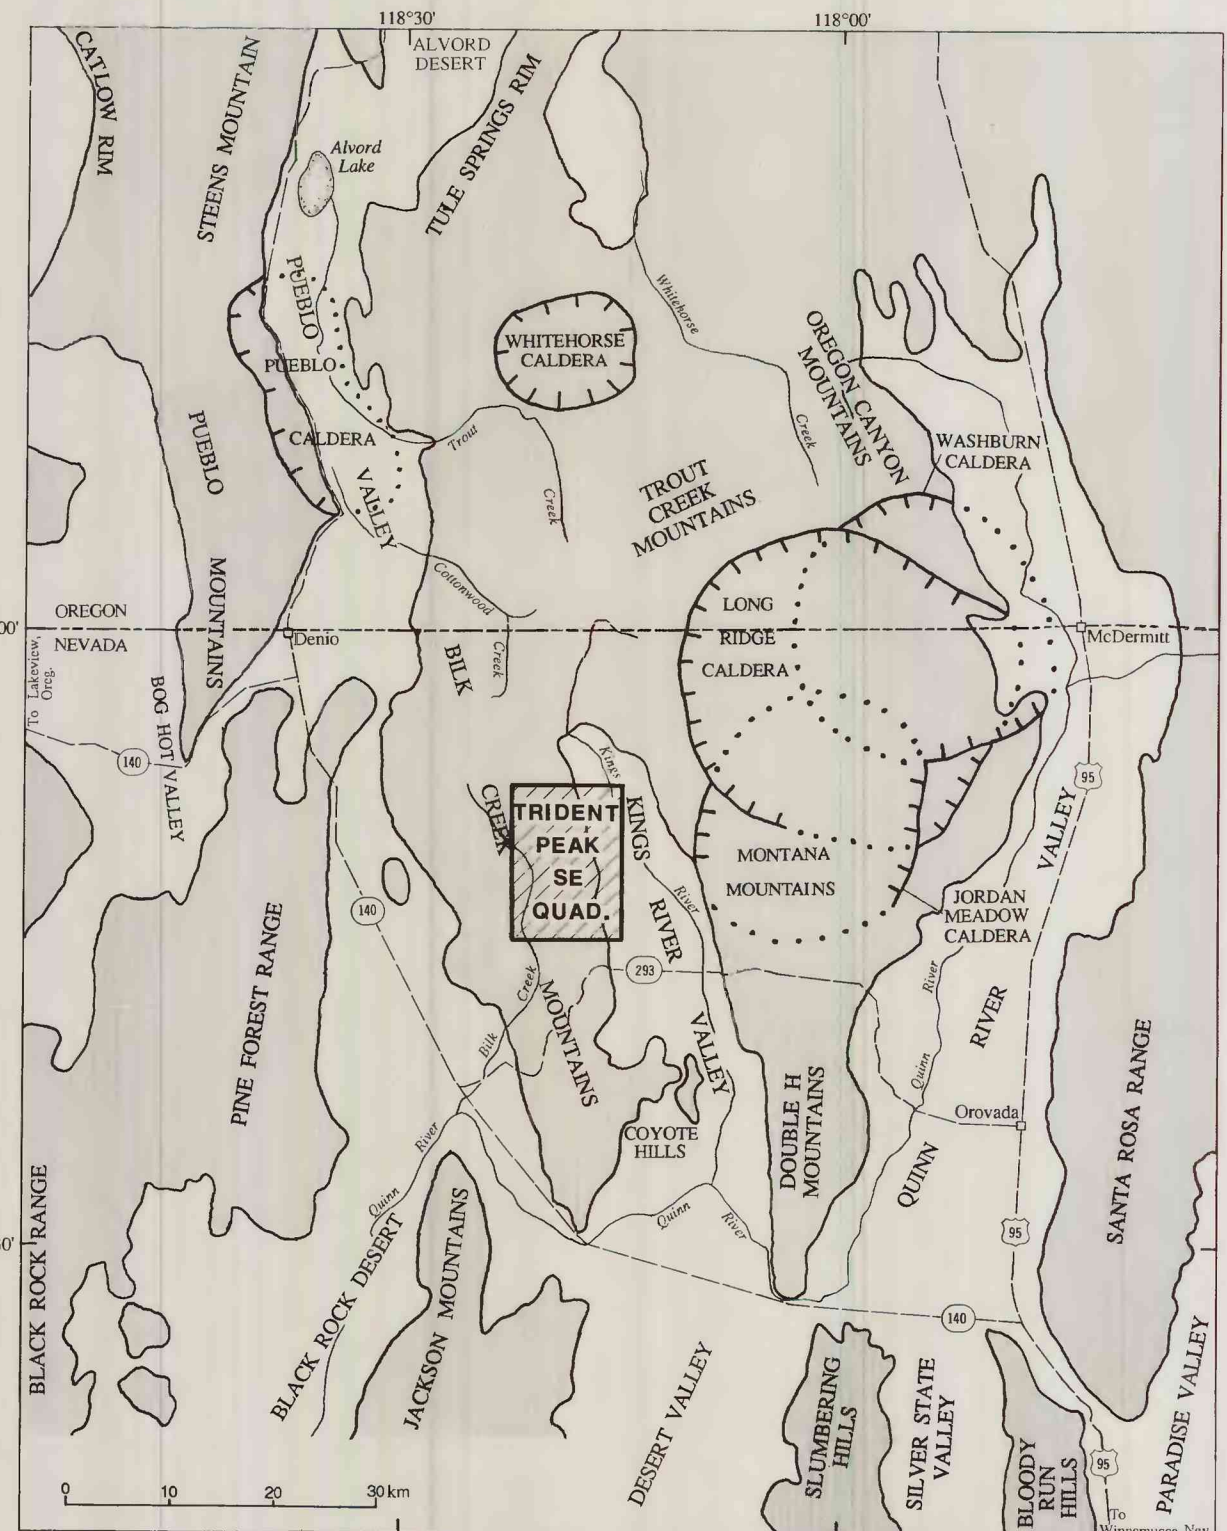 118°30'
118°00'
CATLOW RIM
STEENS MOUNTAIN
ALVORD
DESERT
TULE SPRINGS RIM
Alvord
Lake
PUEBLO
VALLEY
PUEBLO
CALDERA
WHITEHORSE
CALDERA
Whitehorse
Creek
OREGON CANYON
MOUNTAINS
WASHBURN
CALDERA
PUEBLO
MOUNTAINS
Trout
Creek
TROUT
CREEK
MOUNTAINS
Cottonwood
Creek
LONG
RIDGE
CALDERA
OREGON
NEVADA
00'
Denio
McDermitt
To Lakeview,
Oreg.
BOG HOT VALLEY
140
BILK
CREEK
MOUNTAINS
Kings
River
KINGS
RIVER
VALLEY
TRIDENT
PEAK
x
SE
QUAD.
95
MONTANA
MOUNTAINS
JORDAN
MEADOW
CALDERA
QUINN
RIVER
VALLEY
140
PINE FOREST RANGE
293
Creek
Bilk
River
Quinn
Orovada
SANTA ROSA RANGE
COYOTE
HILLS
DOUBLE H
MOUNTAINS
River
Quinn
Quinn
River
95
BLACK ROCK RANGE
BLACK ROCK DESERT
JACKSON MOUNTAINS
140
DESERT VALLEY
SLUMBERING
HILLS
SILVER STATE
VALLEY
BLOODY
RUN
HILLS
PARADISE VALLEY
95
To
0 10 20 30 km